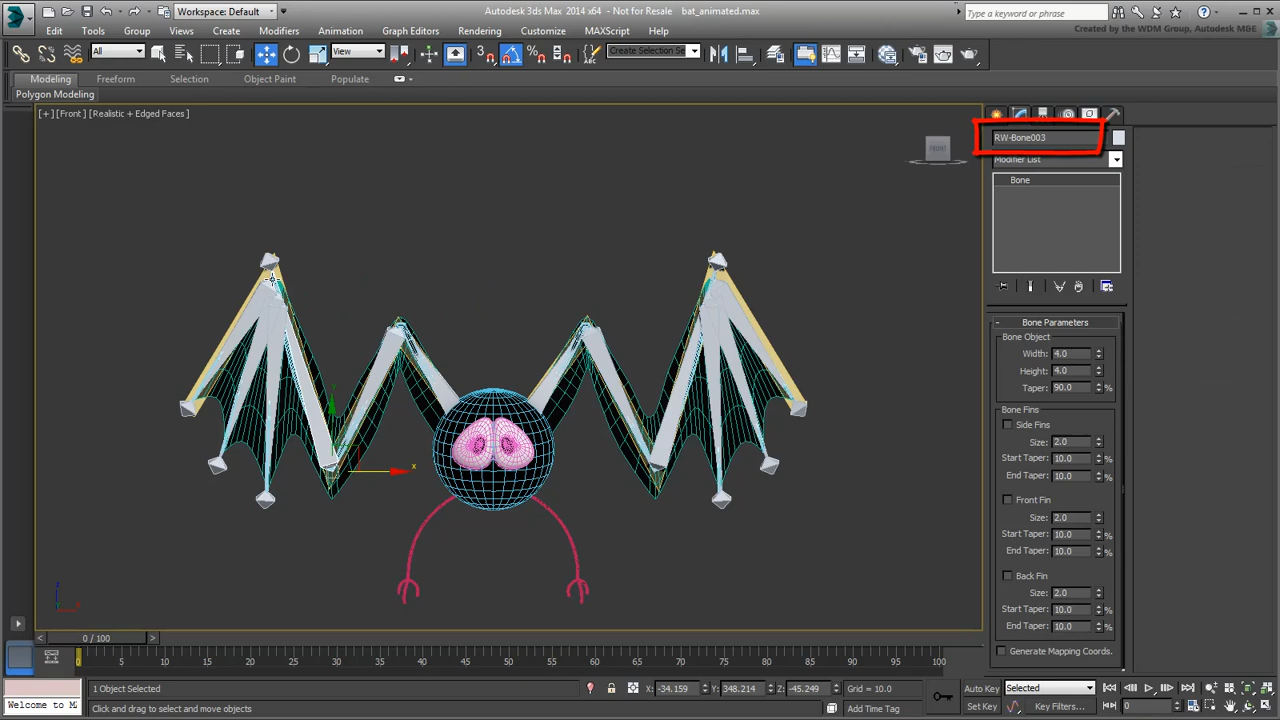 Workspace: Default
Autodesk 3ds Max 2014 x64 - Not for Resale bat_animated.max
Type a keyword or phrase
Edit Tools Group Views Create Modifiers Animation Graph Editors Rendering Customize MAXScript Help
Created by the WDM Group, Autodesk M&E
All View 3 % Create Selection Se
Modeling Freeform Selection Object Paint Populate
Polygon Modeling
[+] [Front] [Realistic + Edged Faces]
FRONT
RW-Bone003
Modifier List
Bone
- Bone Parameters
Bone Object
Width: 4.0
Height: 4.0
Taper: 90.0 %
Bone Fins
Side Fins
Size: 2.0
Start Taper: 10.0 %
End Taper: 10.0 %
Front Fin
Size: 2.0
Start Taper: 10.0 %
End Taper: 10.0 %
Back Fin
Size: 2.0
Start Taper: 10.0 %
End Taper: 10.0 %
Generate Mapping Coords.
x
z
x
< 0 / 100 >
0 5 10 15 20 25 30 35 40 45 50 55 60 65 70 75 80 85 90 95 100
1 Object Selected X: -34.159 Y: 348.214 Z: -45.249 Grid = 10.0 Auto Key Selected
Welcome to M Click and drag to select and move objects Add Time Tag Set Key Key Filters... 0